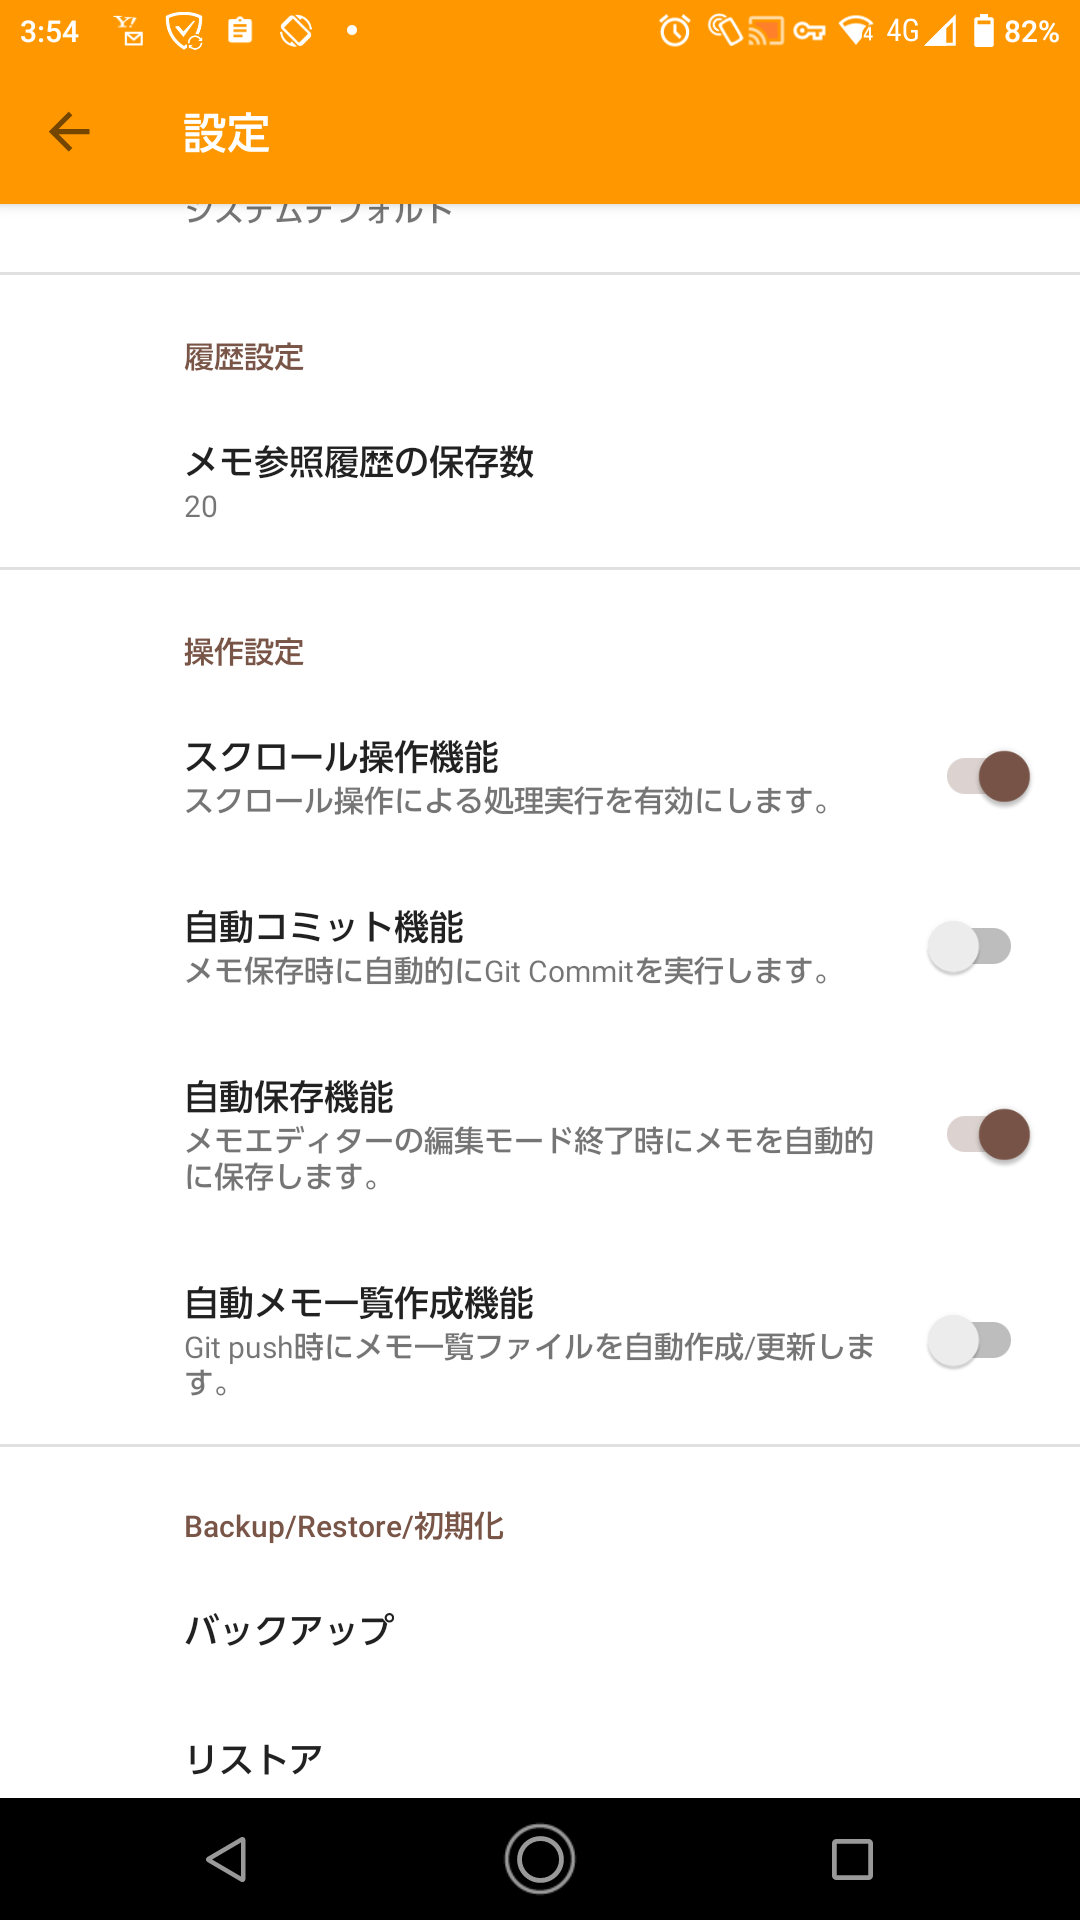 3:54
4G 82%
設定
システムデフォルト
履歴設定
メモ参照履歴の保存数
20
操作設定
スクロール操作機能
スクロール操作による処理実行を有効にします。
自動コミット機能
メモ保存時に自動的にGit Commitを実行します。
自動保存機能
メモエディターの編集モード終了時にメモを自動的
に保存します。
自動メモ一覧作成機能
Git push時にメモ一覧ファイルを自動作成/更新しま
す。
Backup/Restore/初期化
バックアップ
リストア